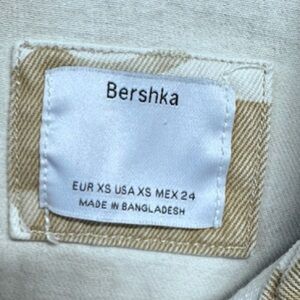 Bershka
EUR XS USA XS MEX 24
MADE IN BANGLADESH